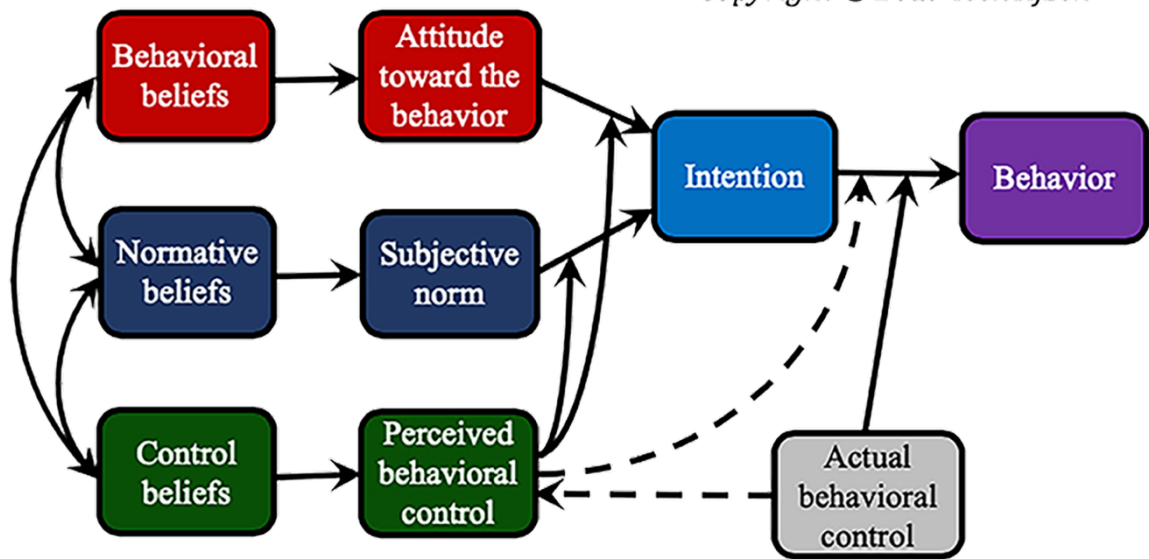 Behavioral
beliefs
Attitude
toward the
behavior
Intention
Behavior
Normative
beliefs
Subjective
norm
Control
beliefs
Perceived
behavioral
control
Actual
behavioral
control